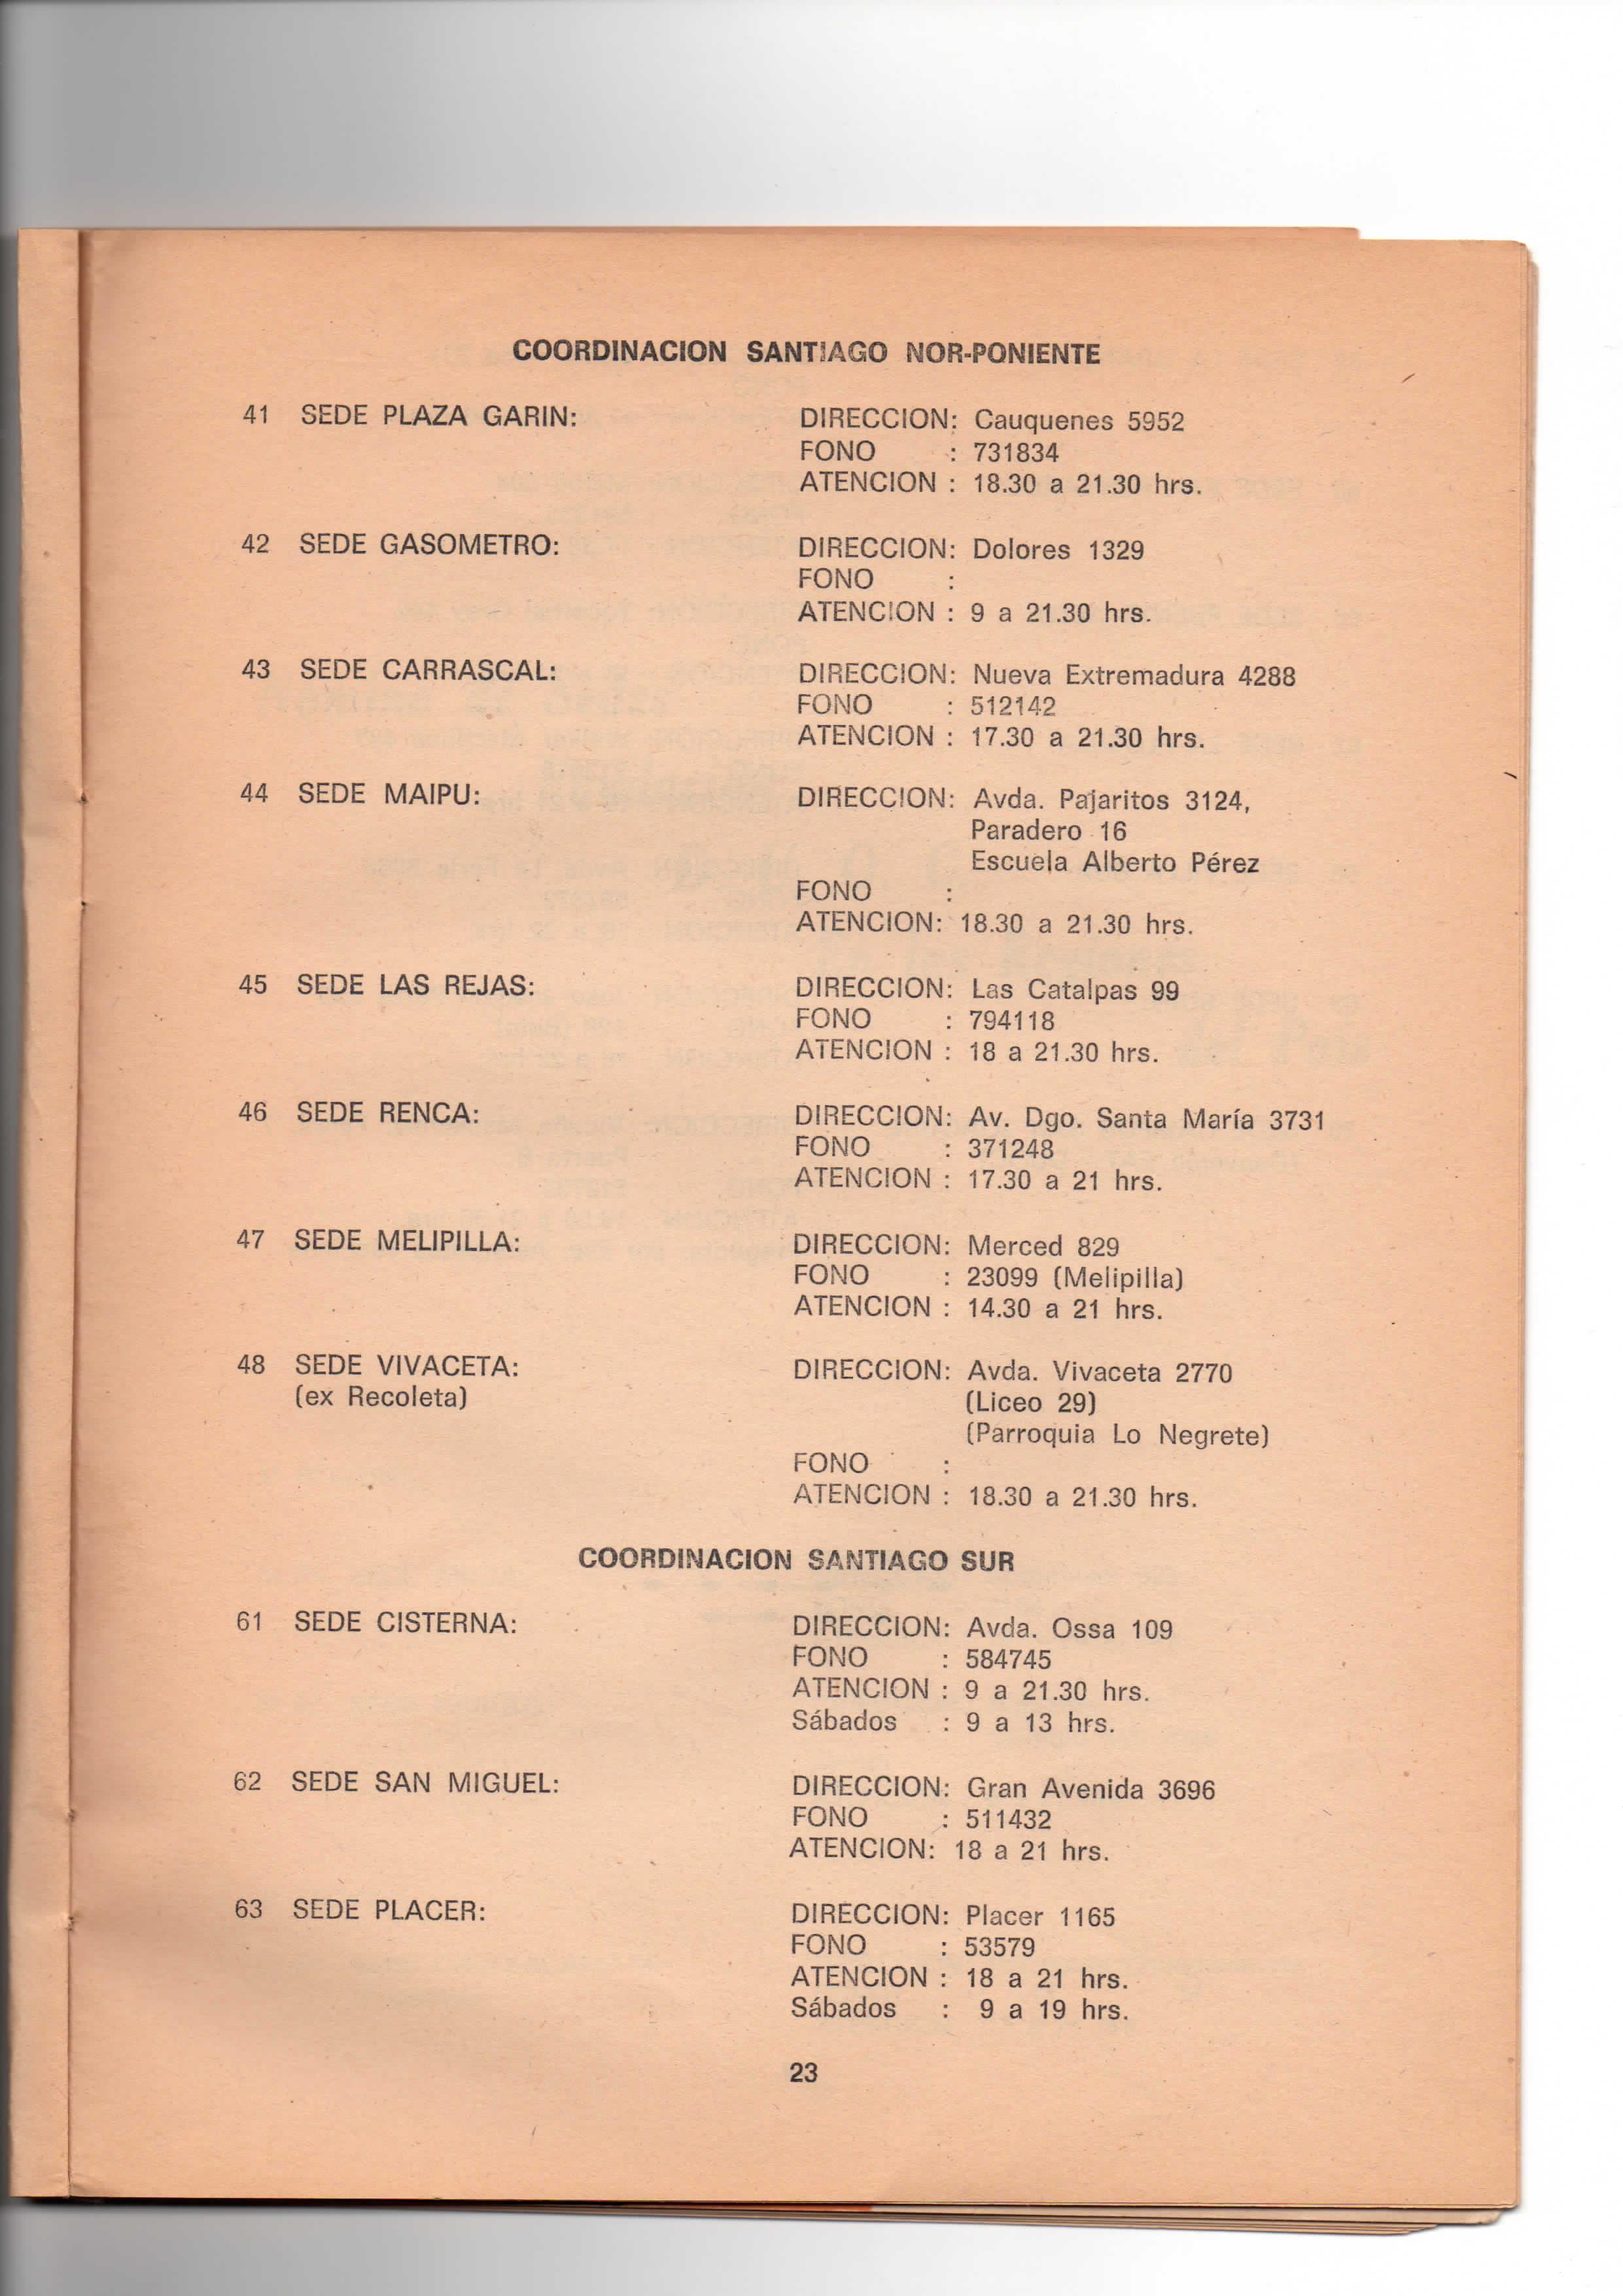 COORDINACION SANTIAGO NOR-PONIENTE
41 SEDE PLAZA GARIN: DIRECCION: Cauquenes 5952
FONO : 731834
ATENCION : 18.30 a 21.30 hrs.
42 SEDE GASOMETRO: DIRECCION: Dolores 1329
FONO :
ATENCION : 9 a 21.30 hrs.
43 SEDE CARRASCAL: DIRECCION: Nueva Extremadura 4288
FONO : 512142
ATENCION : 17.30 a 21.30 hrs.
44 SEDE MAIPU: DIRECCION: Avda. Pajaritos 3124,
Paradero 16
Escuela Alberto Pérez
FONO :
ATENCION: 18.30 a 21.30 hrs.
45 SEDE LAS REJAS: DIRECCION: Las Catalpas 99
FONO : 794118
ATENCION : 18 a 21.30 hrs.
46 SEDE RENCA: DIRECCION: Av. Dgo. Santa María 3731
FONO : 371248
ATENCION : 17.30 a 21 hrs.
47 SEDE MELIPILLA: DIRECCION: Merced 829
FONO : 23099 (Melipilla)
ATENCION : 14.30 a 21 hrs.
48 SEDE VIVACETA: DIRECCION: Avda. Vivaceta 2770
(ex Recoleta) (Liceo 29)
(Parroquia Lo Negrete)
FONO :
ATENCION : 18.30 a 21.30 hrs.
COORDINACION SANTIAGO SUR
61 SEDE CISTERNA: DIRECCION: Avda. Ossa 109
FONO : 584745
ATENCION : 9 a 21.30 hrs.
Sábados : 9 a 13 hrs.
62 SEDE SAN MIGUEL: DIRECCION: Gran Avenida 3696
FONO : 511432
ATENCION: 18 a 21 hrs.
63 SEDE PLACER: DIRECCION: Placer 1165
FONO : 53579
ATENCION : 18 a 21 hrs.
Sábados : 9 a 19 hrs.
23